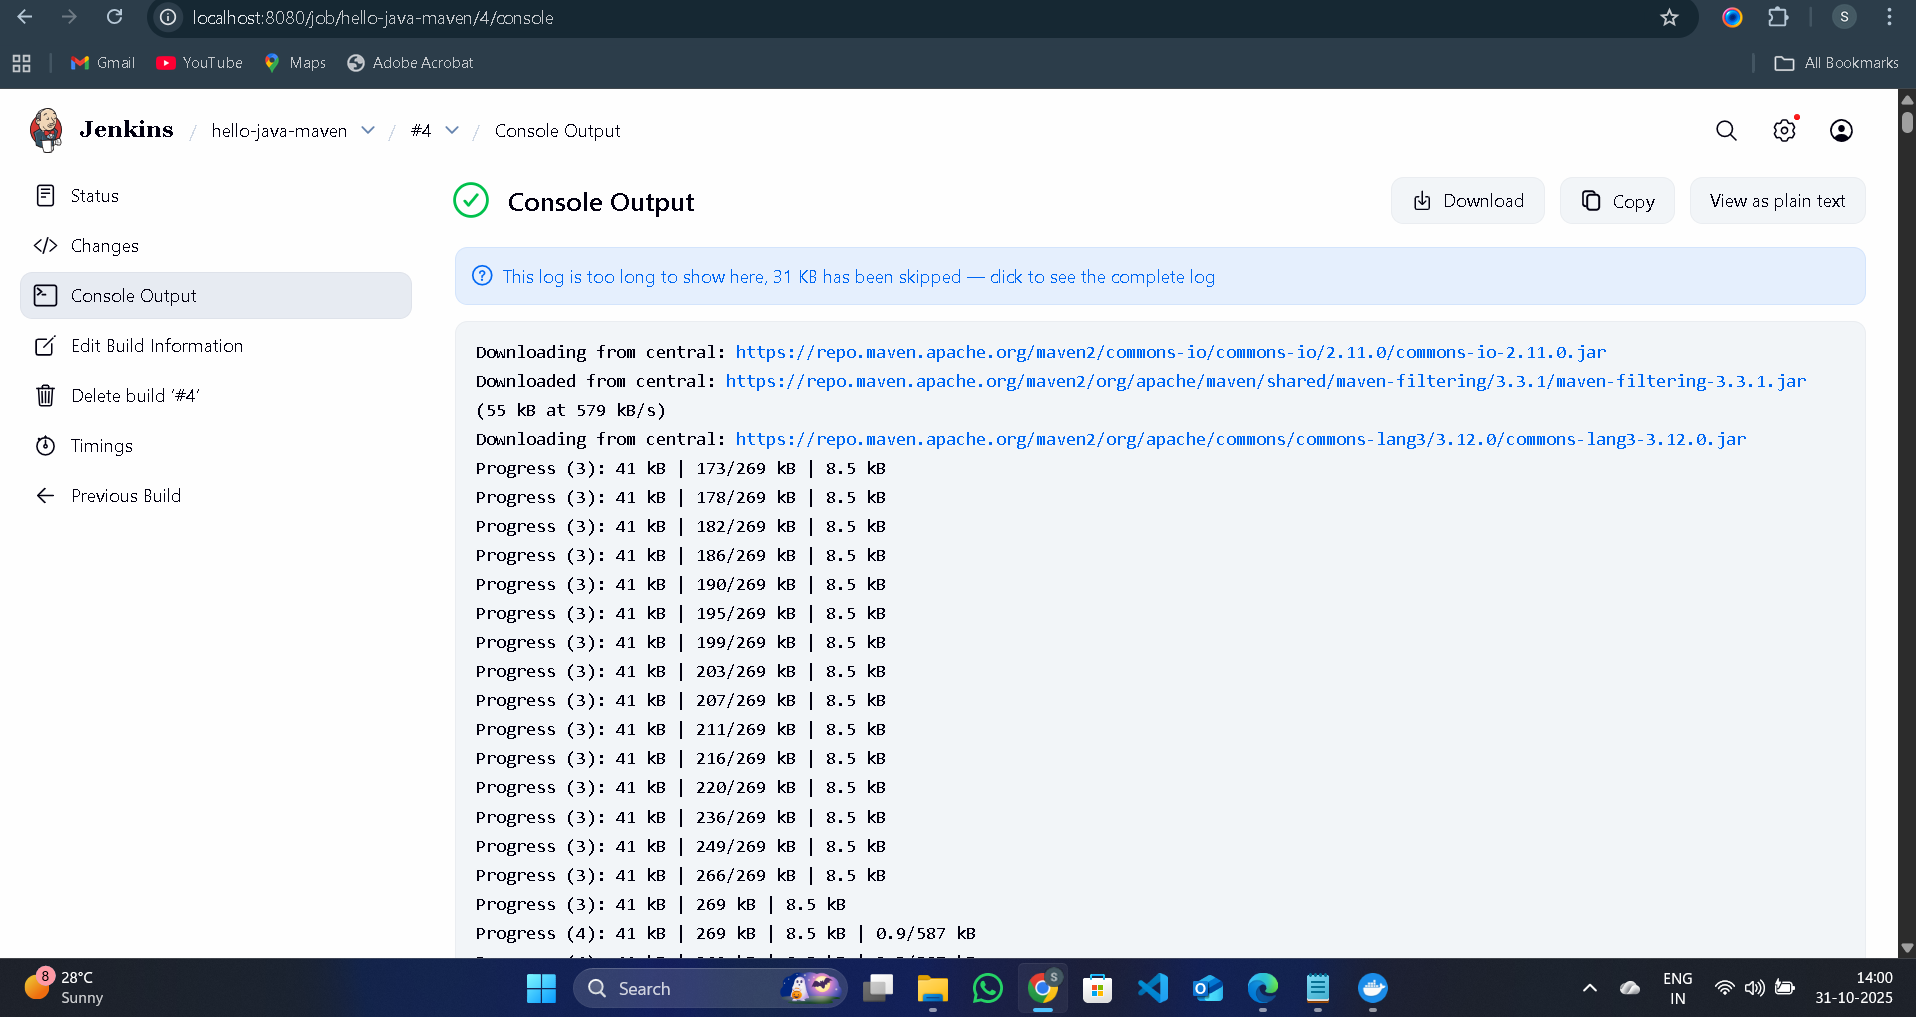 localhost:8080/job/hello-java-maven/4/console
S
Gmail
YouTube
Maps
Adobe Acrobat
All Bookmarks
Jenkins / hello-java-maven / #4 / Console Output
Status
Changes
Console Output
Edit Build Information
Delete build ‘#4’
Timings
Previous Build
Console Output
Download
Copy
View as plain text
This log is too long to show here, 31 KB has been skipped — click to see the complete log
Downloading from central: https://repo.maven.apache.org/maven2/commons-io/commons-io/2.11.0/commons-io-2.11.0.jar
Downloaded from central: https://repo.maven.apache.org/maven2/org/apache/maven/shared/maven-filtering/3.3.1/maven-filtering-3.3.1.jar
(55 kB at 579 kB/s)
Downloading from central: https://repo.maven.apache.org/maven2/org/apache/commons/commons-lang3/3.12.0/commons-lang3-3.12.0.jar
Progress (3): 41 kB | 173/269 kB | 8.5 kB
Progress (3): 41 kB | 178/269 kB | 8.5 kB
Progress (3): 41 kB | 182/269 kB | 8.5 kB
Progress (3): 41 kB | 186/269 kB | 8.5 kB
Progress (3): 41 kB | 190/269 kB | 8.5 kB
Progress (3): 41 kB | 195/269 kB | 8.5 kB
Progress (3): 41 kB | 199/269 kB | 8.5 kB
Progress (3): 41 kB | 203/269 kB | 8.5 kB
Progress (3): 41 kB | 207/269 kB | 8.5 kB
Progress (3): 41 kB | 211/269 kB | 8.5 kB
Progress (3): 41 kB | 216/269 kB | 8.5 kB
Progress (3): 41 kB | 220/269 kB | 8.5 kB
Progress (3): 41 kB | 236/269 kB | 8.5 kB
Progress (3): 41 kB | 249/269 kB | 8.5 kB
Progress (3): 41 kB | 266/269 kB | 8.5 kB
Progress (3): 41 kB | 269 kB | 8.5 kB
Progress (4): 41 kB | 269 kB | 8.5 kB | 0.9/587 kB
8
28°C
Sunny
Search
S
ENG
IN
14:00
31-10-2025